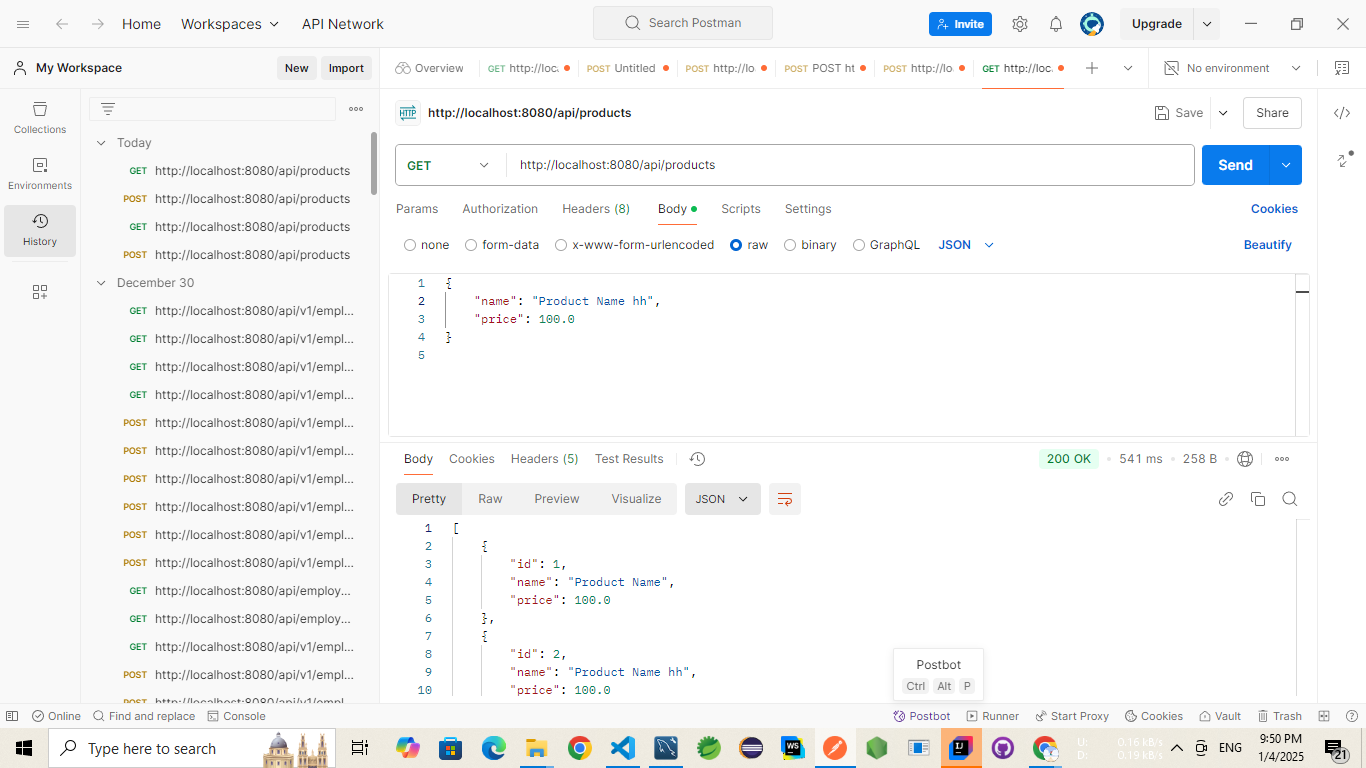 Home
Workspaces
API Network
Search Postman
Invite
Upgrade
My Workspace
New
Import
Overview
GET http://loc
POST Untitled
POST http://lo
POST POST ht
POST http://lo
GET http://loc
No environment
Collections
Environments
History
Today
GET http://localhost:8080/api/products
POST http://localhost:8080/api/products
GET http://localhost:8080/api/products
POST http://localhost:8080/api/products
December 30
GET http://localhost:8080/api/v1/empl...
GET http://localhost:8080/api/v1/empl...
GET http://localhost:8080/api/v1/empl...
GET http://localhost:8080/api/v1/empl...
POST http://localhost:8080/api/v1/empl...
POST http://localhost:8080/api/v1/empl...
POST http://localhost:8080/api/v1/empl...
POST http://localhost:8080/api/v1/empl...
POST http://localhost:8080/api/v1/empl...
POST http://localhost:8080/api/v1/empl...
GET http://localhost:8080/api/employ...
GET http://localhost:8080/api/employ...
GET http://localhost:8080/api/v1/empl...
POST http://localhost:8080/api/v1/empl...
POST http://localhost:8080/api/v1/empl...
HTTP http://localhost:8080/api/products
Save
Share
GET
http://localhost:8080/api/products
Send
Params
Authorization
Headers (8)
Body
Scripts
Settings
Cookies
none
form-data
x-www-form-urlencoded
raw
binary
GraphQL
JSON
Beautify
1 {
2 "name": "Product Name hh",
3 "price": 100.0
4 }
5
Body
Cookies
Headers (5)
Test Results
200 OK
541 ms
258 B
Pretty
Raw
Preview
Visualize
JSON
1 [
2 {
3 "id": 1,
4 "name": "Product Name",
5 "price": 100.0
6 },
7 {
8 "id": 2,
9 "name": "Product Name hh",
10 "price": 100.0
Postbot
Ctrl Alt P
Online
Find and replace
Console
Postbot
Runner
Start Proxy
Cookies
Vault
Trash
Type here to search
WS
IJ
U: 0.16 kB/s
D: 0.19 kB/s
ENG
9:50 PM
1/4/2025
21